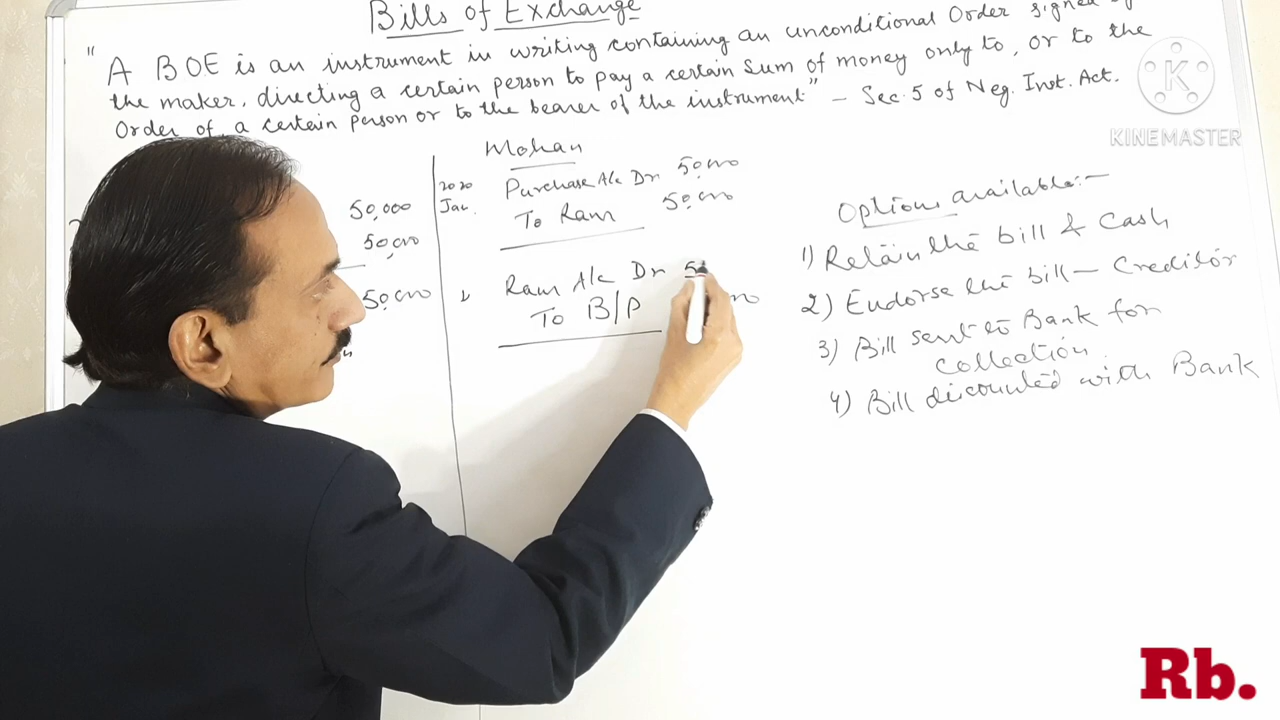 Bills of Exchange
" A BOE is an instrument in writing containing an unconditional Order signed by
the maker, directing a certain person to pay a certain sum of money only to, or to the
Order of, a certain person or to the bearer of the instrument" – Sec. 5 of Neg. Inst. Act.
KINEMASTER
Mohan
50,000
50,000
50,000
2020
Jan.
Purchase A/c Dr 50,000
To Ram 50,000
Ram A/c Dr 5
To B/P
Options available:-
1) Retain the bill & Cash
2) Endorse the bill – Creditor
3) Bill sent to Bank for
collection
4) Bill discounted with Bank
Rb.